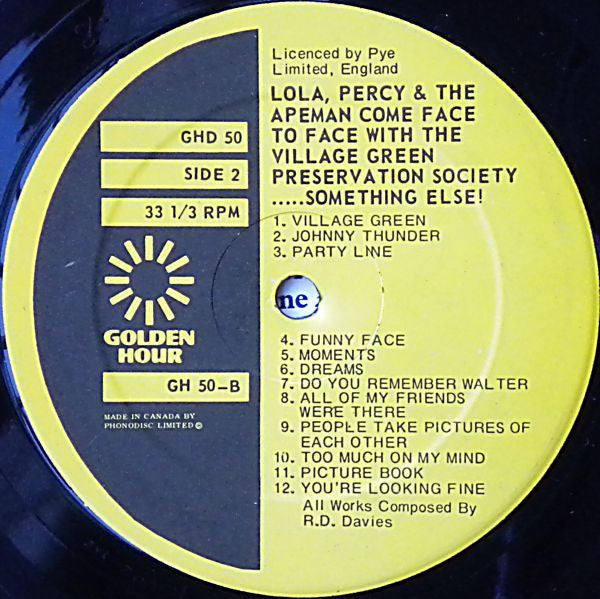 Licenced by Pye
Limited, England
LOLA, PERCY & THE
APEMAN COME FACE
TO FACE WITH THE
VILLAGE GREEN
PRESERVATION SOCIETY
.....SOMETHING ELSE!
GHD 50
SIDE 2
33 1/3 RPM
1. VILLAGE GREEN
2. JOHNNY THUNDER
3. PARTY LINE
ne
GOLDEN
HOUR
GH 50-B
MADE IN CANADA BY
PHONODISC LIMITED ©
4. FUNNY FACE
5. MOMENTS
6. DREAMS
7. DO YOU REMEMBER WALTER
8. ALL OF MY FRIENDS
WERE THERE
9. PEOPLE TAKE PICTURES OF
EACH OTHER
10. TOO MUCH ON MY MIND
11. PICTURE BOOK
12. YOU'RE LOOKING FINE
All Works Composed By
R.D. Davies